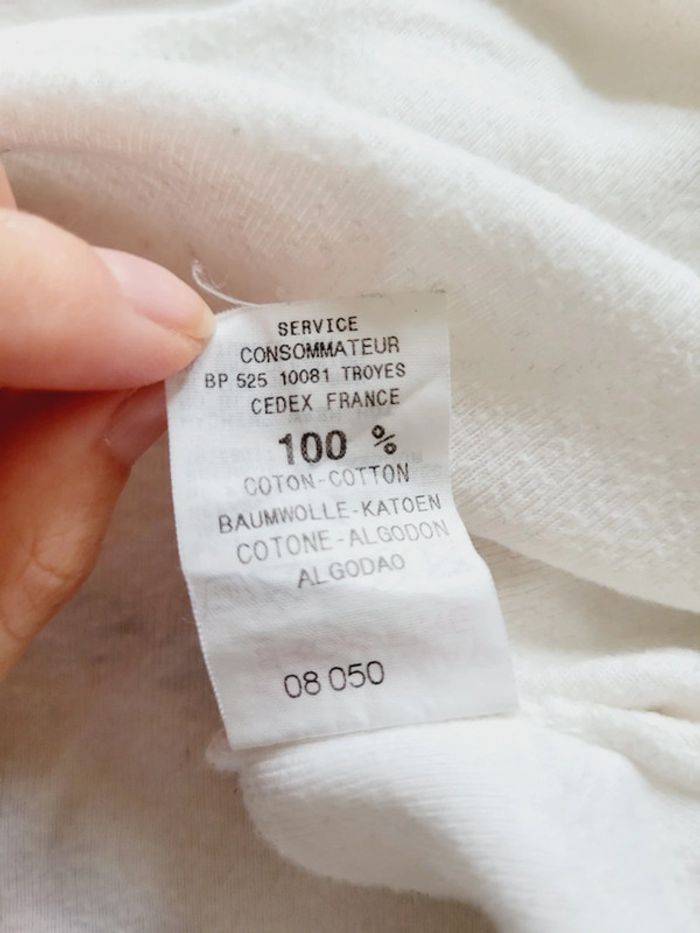 SERVICE
CONSOMMATEUR
BP 525 10081 TROYES
CEDEX FRANCE
100 %
COTON-COTTON
BAUMWOLLE-KATOEN
COTONE-ALGODON
ALGODAO
08 050